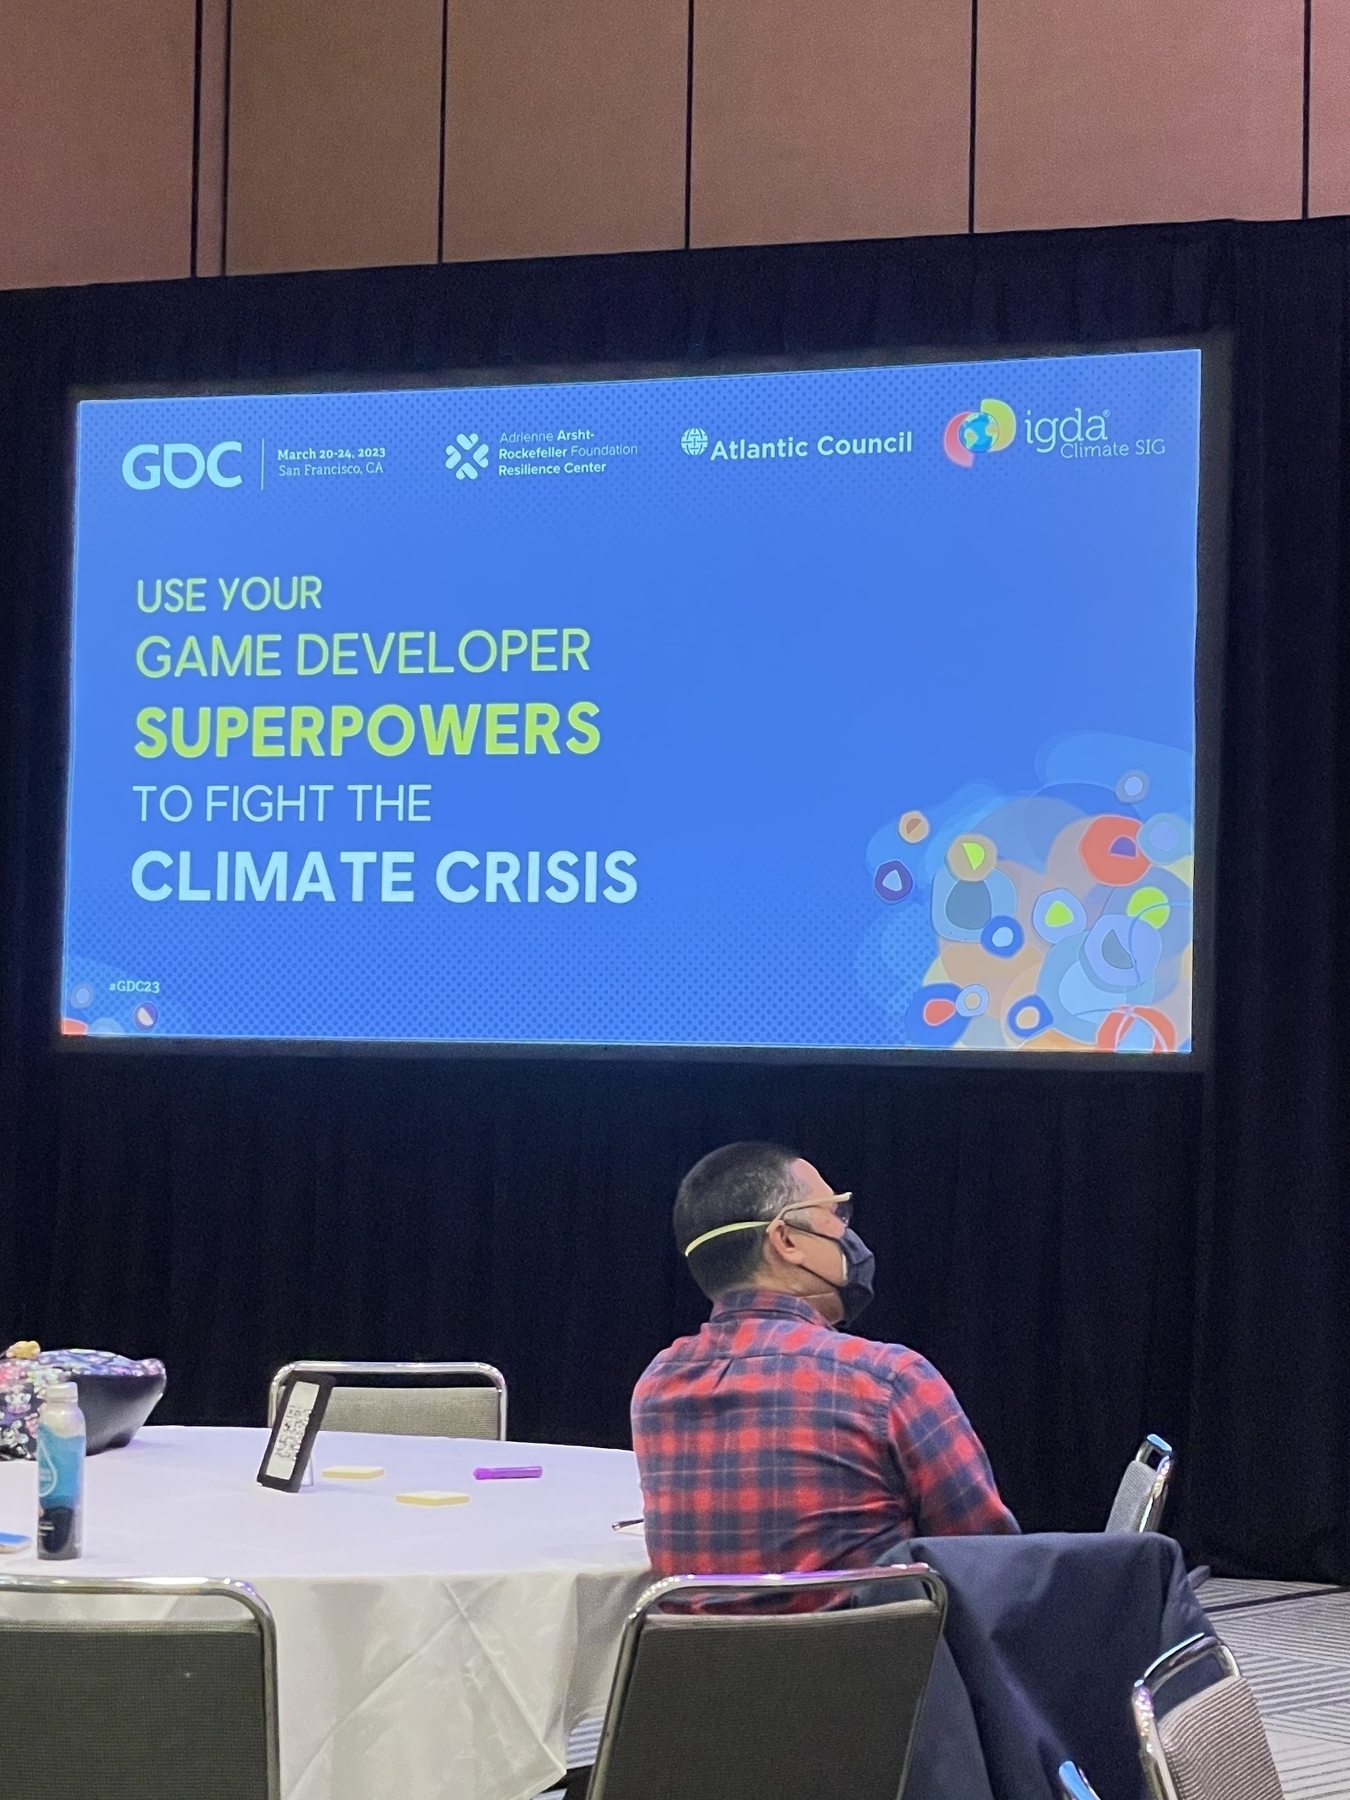 GDC
March 20-24, 2023
San Francisco, CA
Adrienne Arsht-
Rockefeller Foundation
Resilience Center
Atlantic Council
igda®
Climate SIG
USE YOUR
GAME DEVELOPER
SUPERPOWERS
TO FIGHT THE
CLIMATE CRISIS
#GDC23